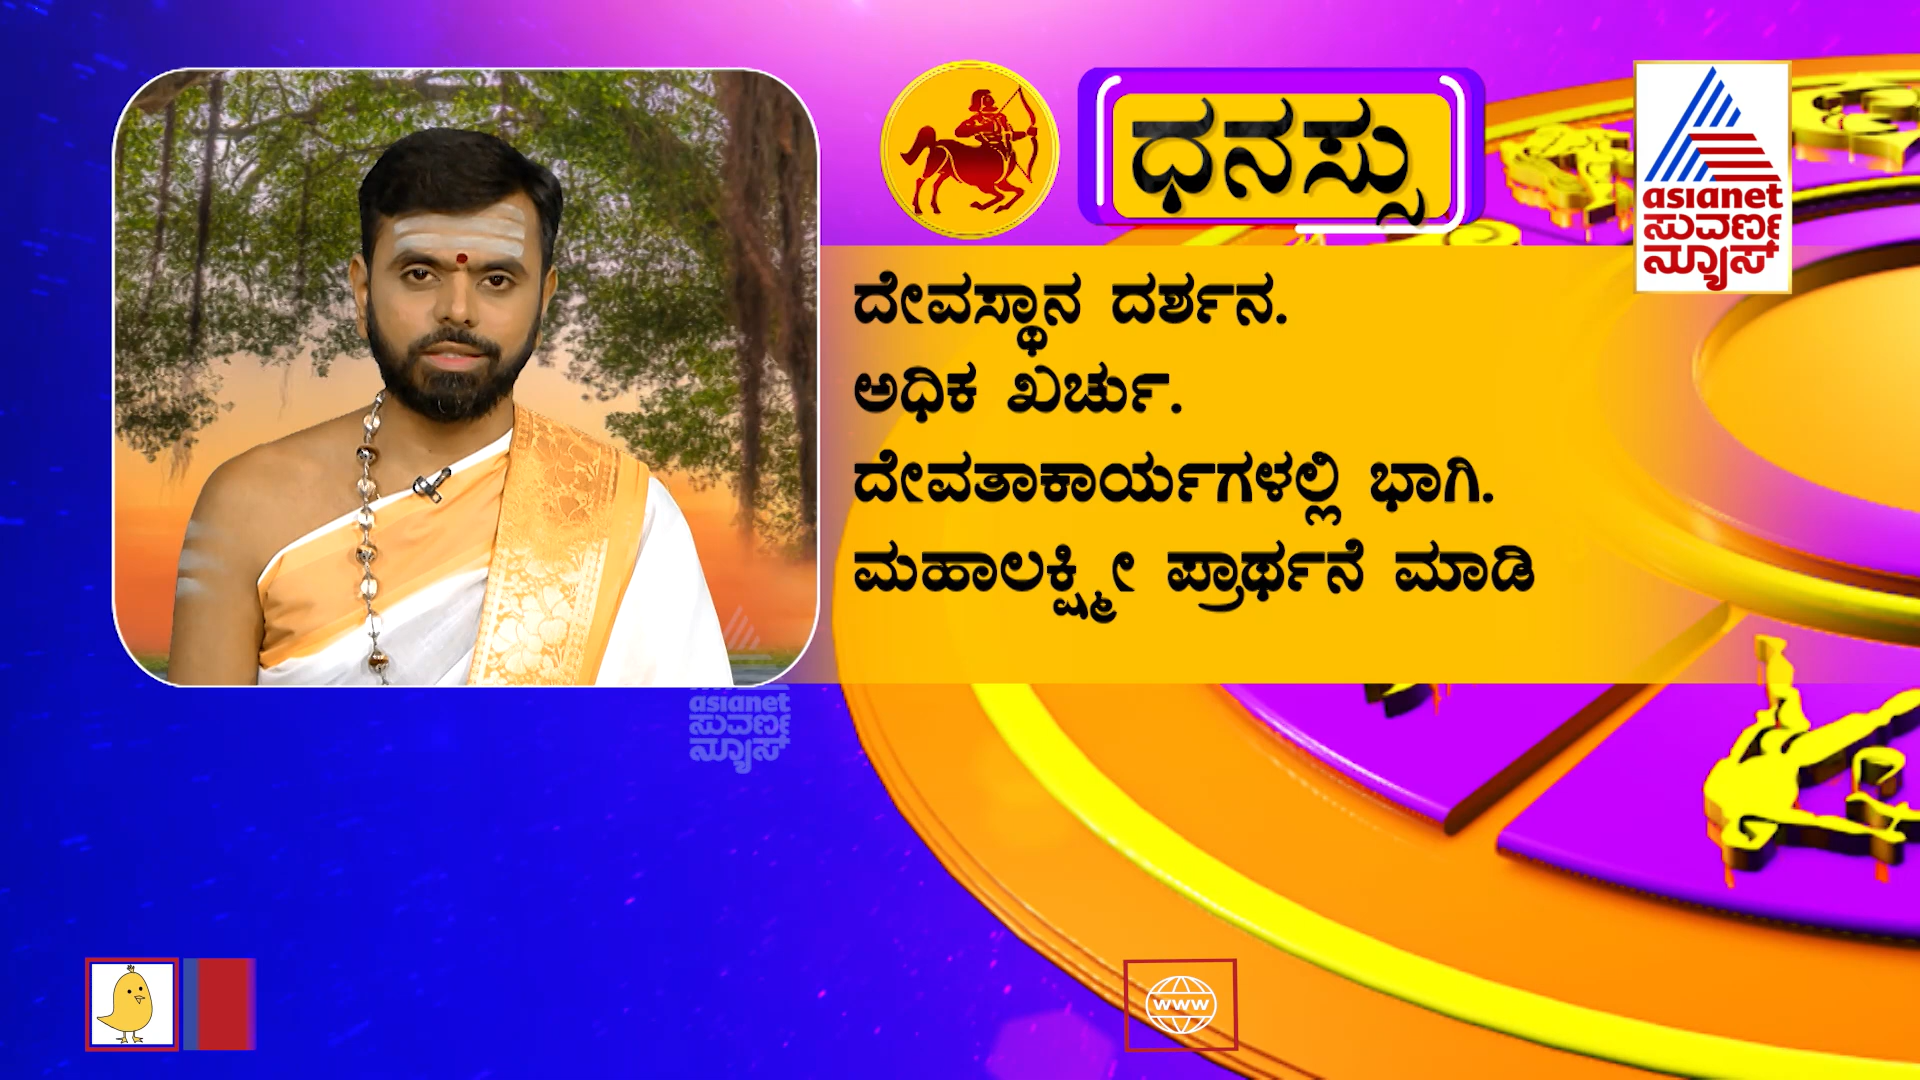 ಧನಸ್ಸು
asianet
ಸುವರ್ಣ
ನ್ಯೂಸ್
ದೇವಸ್ಥಾನ ದರ್ಶನ.
ಅಧಿಕ ಖರ್ಚು.
ದೇವತಾಕಾರ್ಯಗಳಲ್ಲಿ ಭಾಗಿ.
ಮಹಾಲಕ್ಷ್ಮೀ ಪ್ರಾರ್ಥನೆ ಮಾಡಿ
asianet
ಸುವರ್ಣ
ನ್ಯೂಸ್
www